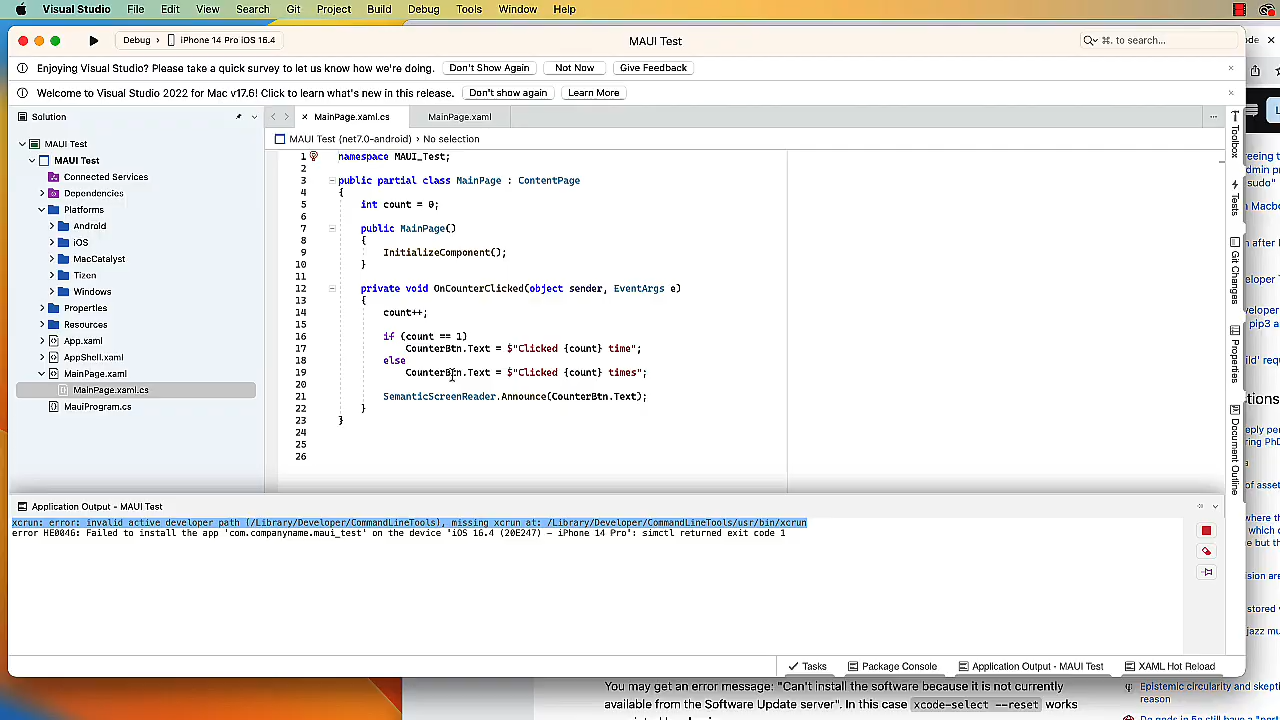 Visual Studio File Edit View Search Git Project Build Debug Tools Window Help
Debug › iPhone 14 Pro iOS 16.4
MAUI Test
⌘. to search...
Enjoying Visual Studio? Please take a quick survey to let us know how we're doing. Don't Show Again Not Now Give Feedback
Welcome to Visual Studio 2022 for Mac v17.6! Click to learn what's new in this release. Don't show again Learn More
Solution
MAUI Test
MAUI Test
Connected Services
Dependencies
Platforms
Android
iOS
MacCatalyst
Tizen
Windows
Properties
Resources
App.xaml
AppShell.xaml
MainPage.xaml
MainPage.xaml.cs
MauiProgram.cs
MainPage.xaml.cs MainPage.xaml
MAUI Test (net7.0-android) › No selection
1 namespace MAUI_Test;
2
3 public partial class MainPage : ContentPage
4 {
5 int count = 0;
6
7 public MainPage()
8 {
9 InitializeComponent();
10 }
11
12 private void OnCounterClicked(object sender, EventArgs e)
13 {
14 count++;
15
16 if (count == 1)
17 CounterBtn.Text = $"Clicked {count} time";
18 else
19 CounterBtn.Text = $"Clicked {count} times";
20
21 SemanticScreenReader.Announce(CounterBtn.Text);
22 }
23 }
24
25
26
Toolbox
Tests
Git Changes
Properties
Document Outline
Application Output - MAUI Test
xcrun: error: invalid active developer path (/Library/Developer/CommandLineTools), missing xcrun at: /Library/Developer/CommandLineTools/usr/bin/xcrun
error HE0046: Failed to install the app 'com.companyname.maui_test' on the device 'iOS 16.4 (20E247) - iPhone 14 Pro': simctl returned exit code 1
Tasks Package Console Application Output - MAUI Test XAML Hot Reload
You may get an error message: "Can't install the software because it is not currently
available from the Software Update server". In this case xcode-select --reset works
Epistemic circularity and skepti
reason